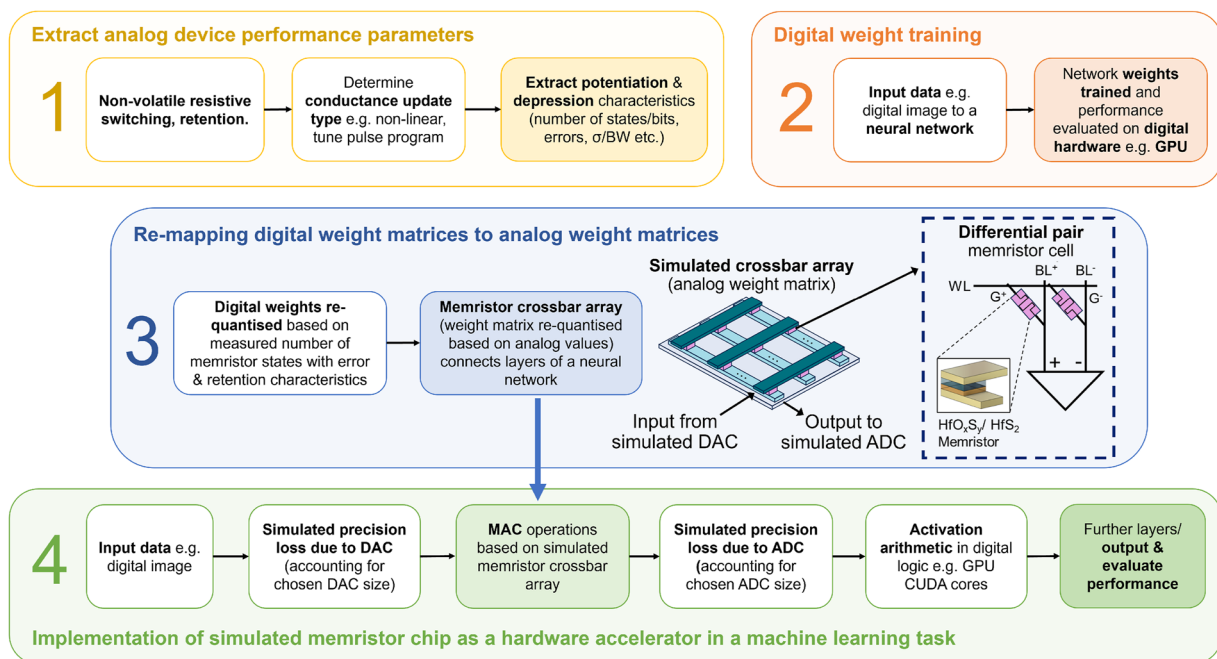 Extract analog device performance parameters
1
Non-volatile resistive
switching, retention.
Determine
conductance update
type e.g. non-linear,
tune pulse program
Extract potentiation &
depression characteristics
(number of states/bits,
errors, σ/BW etc.)
Digital weight training
2
Input data e.g.
digital image to a
neural network
Network weights
trained and
performance
evaluated on digital
hardware e.g. GPU
Re-mapping digital weight matrices to analog weight matrices
3
Digital weights re-
quantised based on
measured number of
memristor states with error
& retention characteristics
Memristor crossbar array
(weight matrix re-quantised
based on analog values)
connects layers of a neural
network
Simulated crossbar array
(analog weight matrix)
Input from
simulated DAC
Output to
simulated ADC
Differential pair
memristor cell
BL⁺ BL⁻
WL
G⁺ G⁻
+ -
HfOₓSᵧ/ HfS₂
Memristor
4
Input data e.g.
digital image
Simulated precision
loss due to DAC
(accounting for
chosen DAC size)
MAC operations
based on simulated
memristor crossbar
array
Simulated precision
loss due to ADC
(accounting for
chosen ADC size)
Activation
arithmetic in digital
logic e.g. GPU
CUDA cores
Further layers/
output &
evaluate
performance
Implementation of simulated memristor chip as a hardware accelerator in a machine learning task